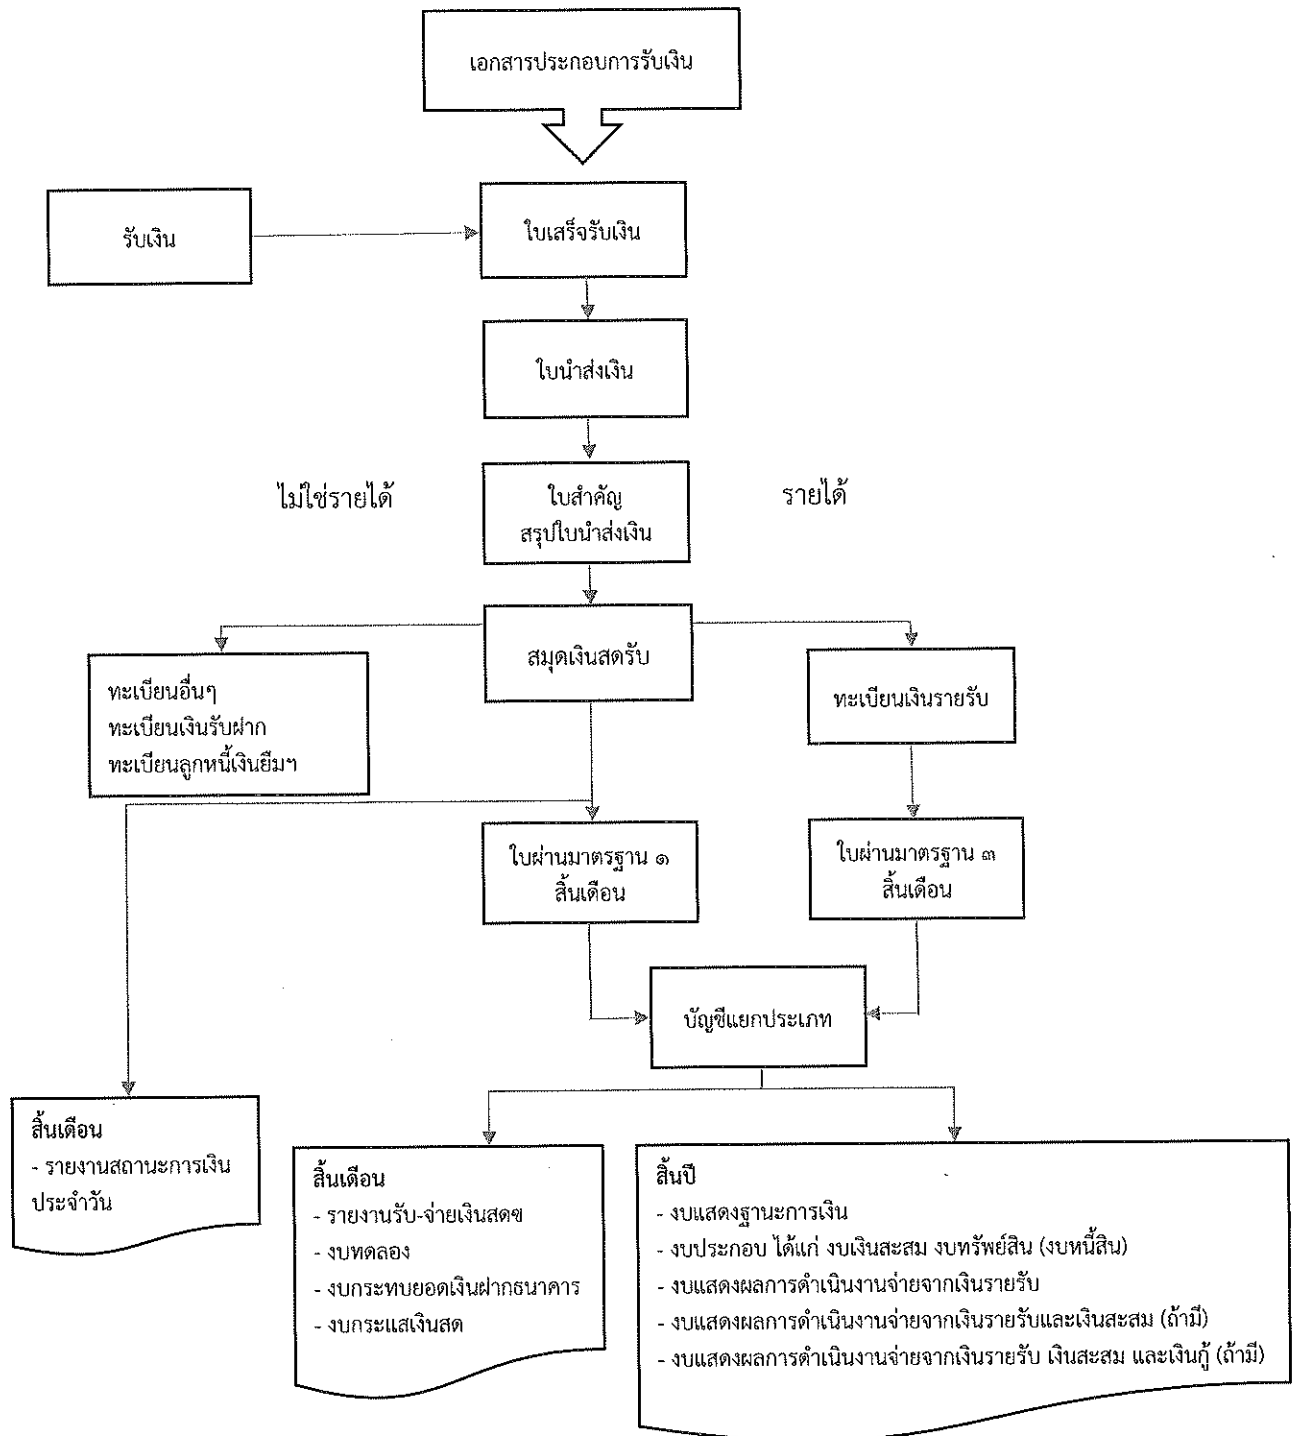 เอกสารประกอบการรับเงิน
รับเงิน
ใบเสร็จรับเงิน
ใบนำส่งเงิน
ไม่ใช่รายได้
ใบสำคัญ
สรุปใบนำส่งเงิน
รายได้
สมุดเงินสดรับ
ทะเบียนอื่นๆ
ทะเบียนเงินรับฝาก
ทะเบียนลูกหนี้เงินยืมฯ
ทะเบียนเงินรายรับ
ใบผ่านมาตรฐาน ๑
สิ้นเดือน
ใบผ่านมาตรฐาน ๓
สิ้นเดือน
บัญชีแยกประเภท
สิ้นเดือน
- รายงานสถานะการเงิน
ประจำวัน
สิ้นเดือน
- รายงานรับ-จ่ายเงินสดฃ
- งบทดลอง
- งบกระทบยอดเงินฝากธนาคาร
- งบกระแสเงินสด
สิ้นปี
- งบแสดงฐานะการเงิน
- งบประกอบ ได้แก่ งบเงินสะสม งบทรัพย์สิน (งบหนี้สิน)
- งบแสดงผลการดำเนินงานจ่ายจากเงินรายรับ
- งบแสดงผลการดำเนินงานจ่ายจากเงินรายรับและเงินสะสม (ถ้ามี)
- งบแสดงผลการดำเนินงานจ่ายจากเงินรายรับ เงินสะสม และเงินกู้ (ถ้ามี)